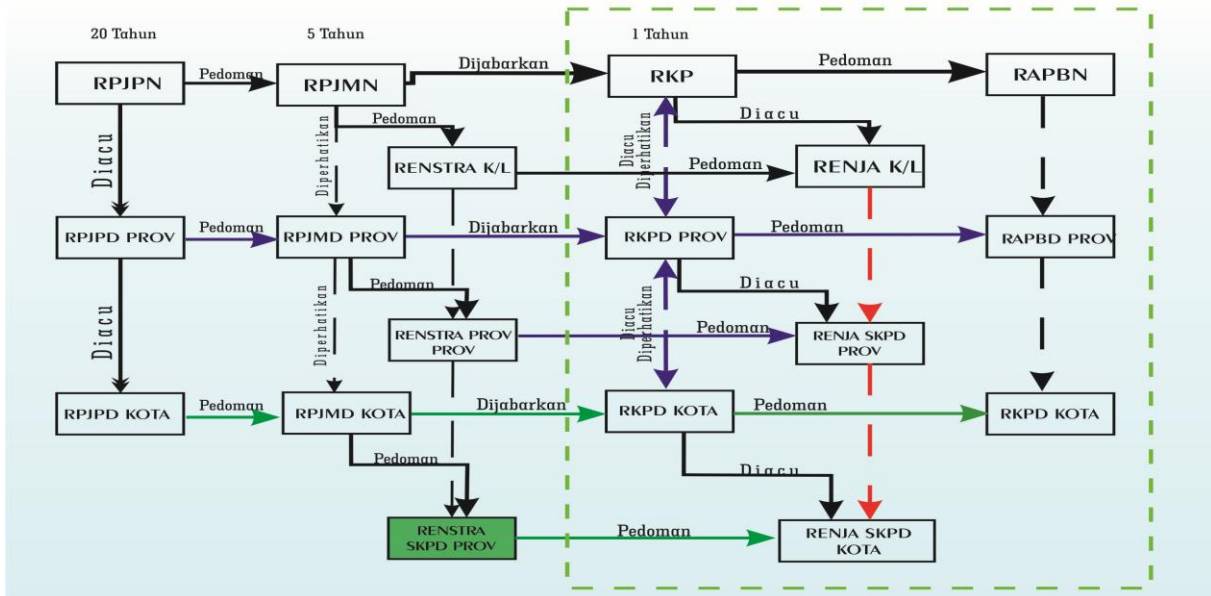 20 Tahun
5 Tahun
1 Tahun
RPJPN
Pedoman
RPJMN
Dijabarkan
RKP
Pedoman
RAPBN
Diacu
Diperhatikan
Pedoman
RENSTRA K/L
Diacu
Diperhatikan
Pedoman
Diacu
RENJA K/L
RPJPD PROV
Pedoman
RPJMD PROV
Dijabarkan
RKPD PROV
Pedoman
RAPBD PROV
Diacu
Diperhatikan
Pedoman
RENSTRA PROV
PROV
Diacu
Diperhatikan
Pedoman
Diacu
RENJA SKPD
PROV
RPJPD KOTA
Pedoman
RPJMD KOTA
Dijabarkan
RKPD KOTA
Pedoman
RKPD KOTA
Pedoman
RENSTRA
SKPD PROV
Pedoman
Diacu
RENJA SKPD
KOTA